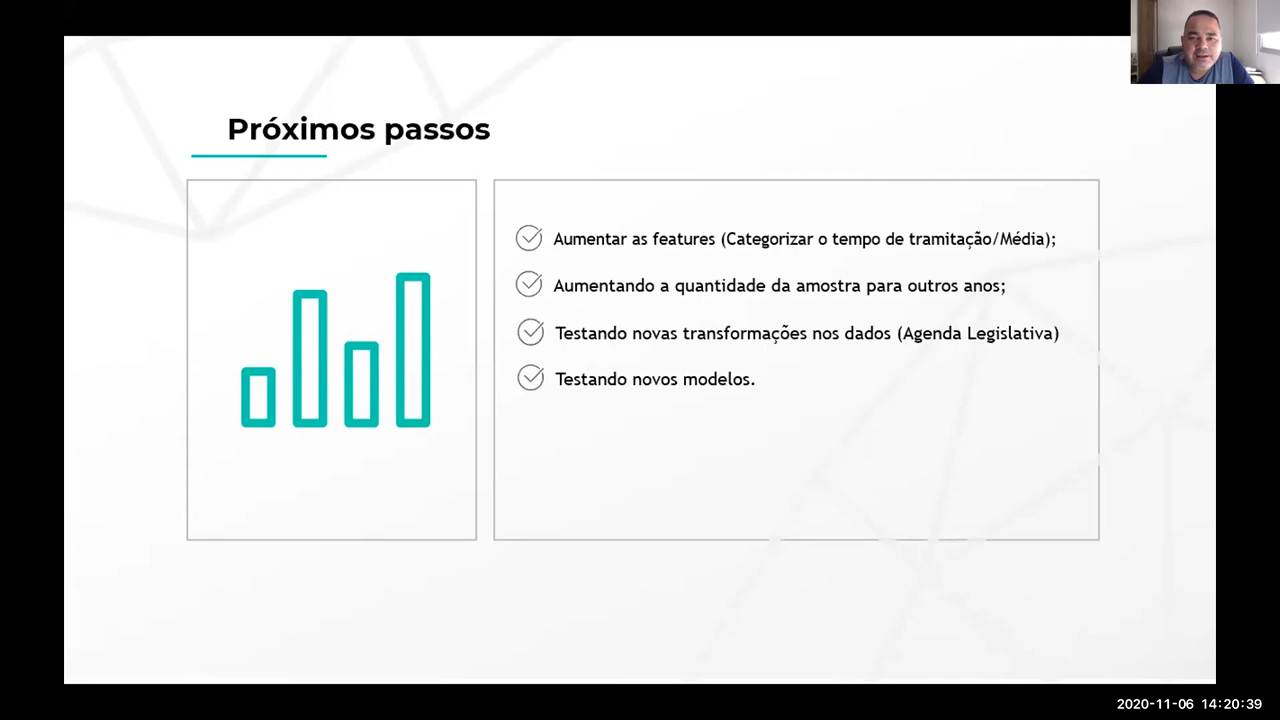 Próximos passos
Aumentar as features (Categorizar o tempo de tramitação/Média);
Aumentando a quantidade da amostra para outros anos;
Testando novas transformações nos dados (Agenda Legislativa)
Testando novos modelos.
2020-11-06 14:20:39